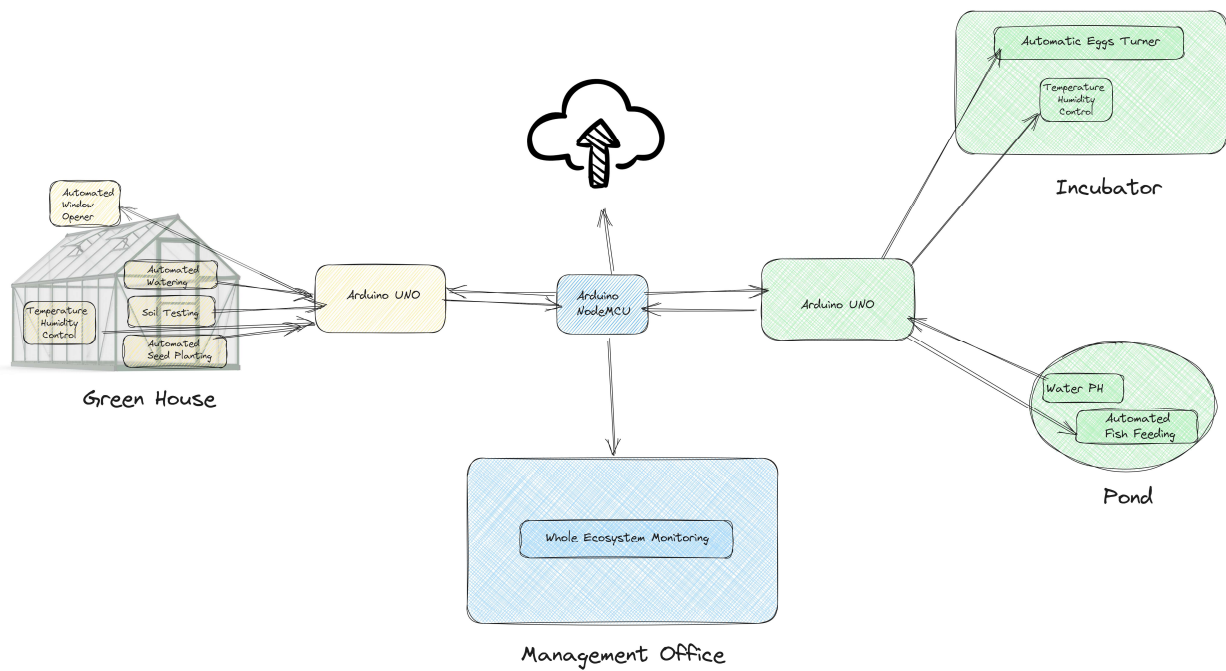 Automatic Eggs Turner
Temperature
Humidity
Control
Incubator
Automated
Window
Opener
Automated
Watering
Soil Testing
Temperature
Humidity
Control
Automated
Seed Planting
Green House
Arduino UNO
Arduino
NodeMCU
Arduino UNO
Water PH
Automated
Fish Feeding
Pond
Whole Ecosystem Monitoring
Management Office